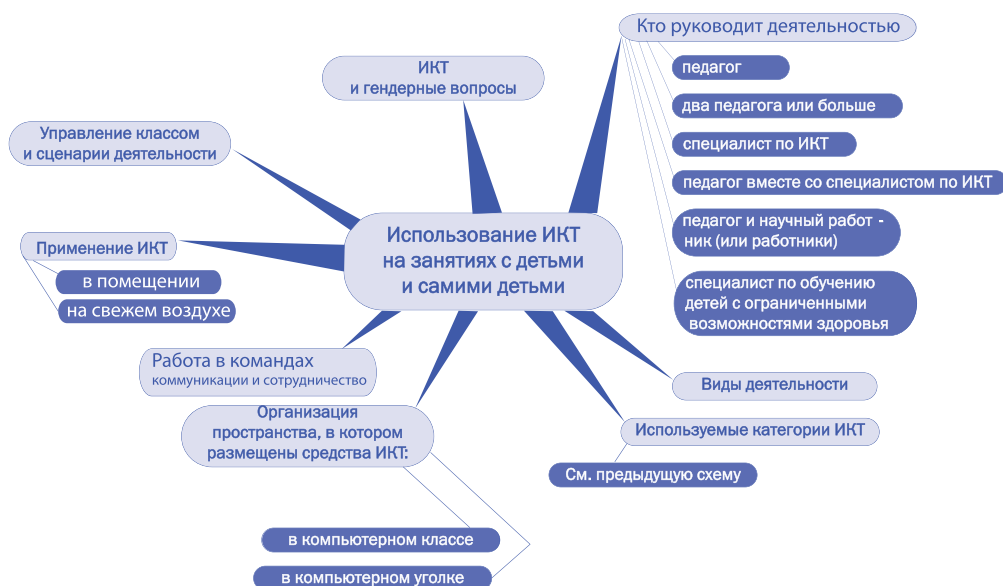 Кто руководит деятельностью
педагог
два педагога или больше
специалист по ИКТ
педагог вместе со специалистом по ИКТ
педагог и научный работ -
ник (или работники)
специалист по обучению
детей с ограниченными
возможностями здоровья
ИКТ
и гендерные вопросы
Управление классом
и сценарии деятельности
Применение ИКТ
в помещении
на свежем воздухе
Использование ИКТ
на занятиях с детьми
и самими детьми
Работа в командах
коммуникации и сотрудничество
Организация
пространства, в котором
размещены средства ИКТ:
в компьютерном классе
в компьютерном уголке
Виды деятельности
Используемые категории ИКТ
См. предыдущую схему